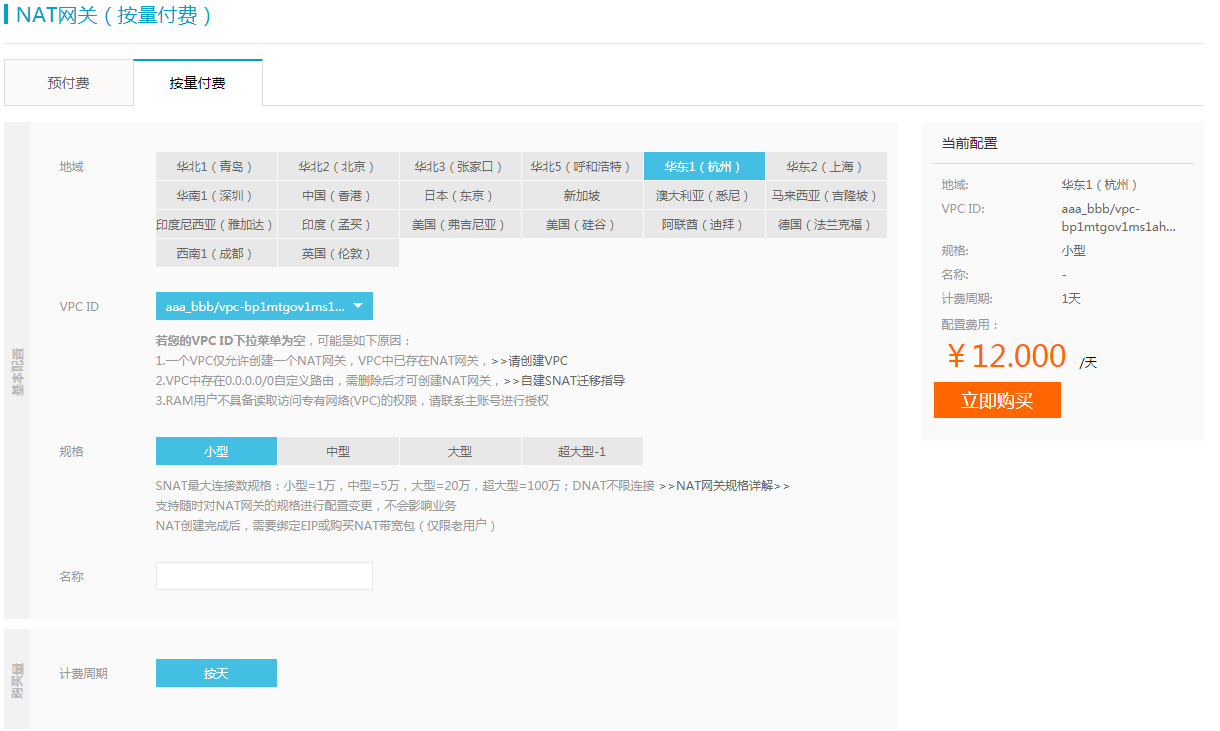 NAT网关（按量付费）
预付费
按量付费
基本配置
地域
华北1（青岛） 华北2（北京） 华北3（张家口） 华北5（呼和浩特） 华东1（杭州） 华东2（上海）
华南1（深圳） 中国（香港） 日本（东京） 新加坡 澳大利亚（悉尼） 马来西亚（吉隆坡）
印度尼西亚（雅加达） 印度（孟买） 美国（弗吉尼亚） 美国（硅谷） 阿联酋（迪拜） 德国（法兰克福）
西南1（成都） 英国（伦敦）
VPC ID
aaa_bbb/vpc-bp1mtgov1ms1...
若您的VPC ID下拉菜单为空，可能是如下原因：
1.一个VPC仅允许创建一个NAT网关，VPC中已存在NAT网关，>>请创建VPC
2.VPC中存在0.0.0.0/0自定义路由，需删除后才可创建NAT网关，>>自建SNAT迁移指导
3.RAM用户不具备读取访问专有网络(VPC)的权限，请联系主账号进行授权
规格
小型 中型 大型 超大型-1
SNAT最大连接数规格：小型=1万，中型=5万，大型=20万，超大型=100万；DNAT不限连接 >>NAT网关规格详解>>
支持随时对NAT网关的规格进行配置变更，不会影响业务
NAT创建完成后，需要绑定EIP或购买NAT带宽包（仅限老用户）
名称
购买量
计费周期
按天
当前配置
地域: 华东1（杭州）
VPC ID: aaa_bbb/vpc-
bp1mtgov1ms1ah...
规格: 小型
名称: -
计费周期: 1天
配置费用：
￥12.000 /天
立即购买